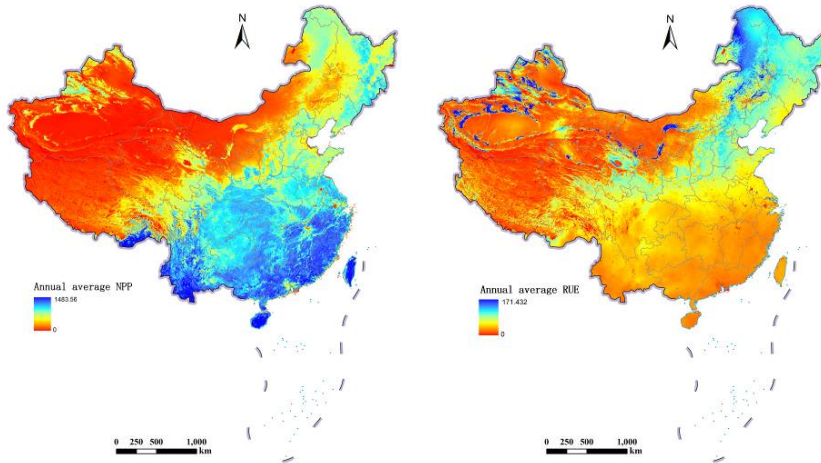 N
Annual average NPP
1483.56
0
0 250 500 1,000
km
N
Annual average RUE
171.432
0
0 250 500 1,000
km